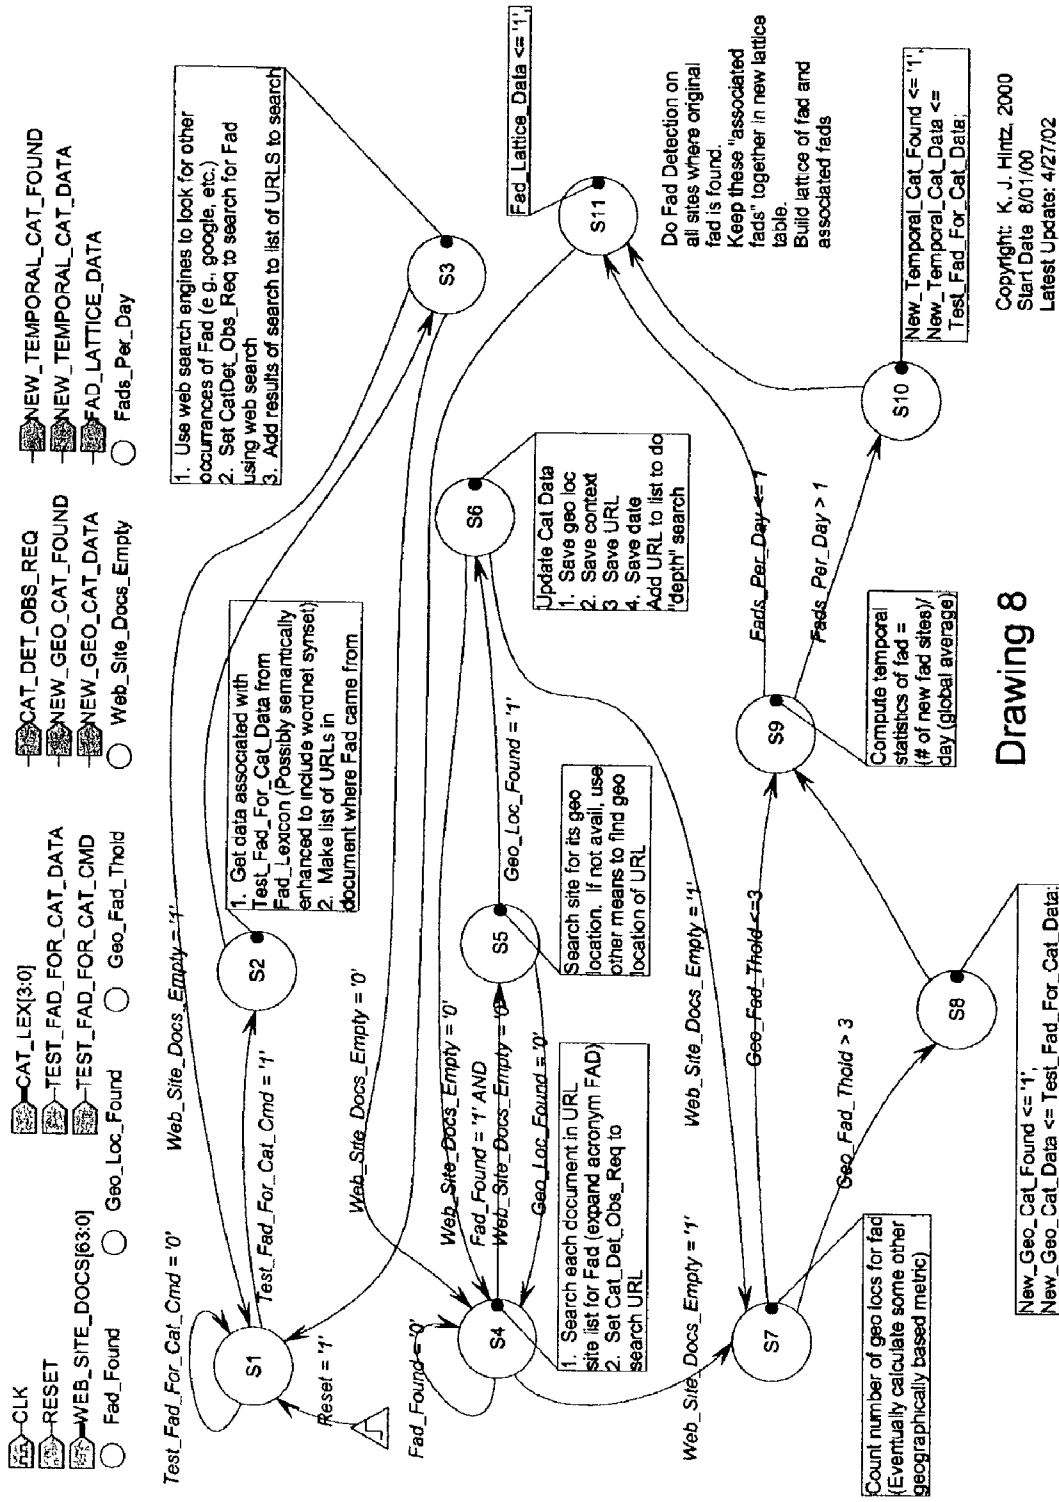 CLK
RESET
WEB_SITE_DOCS[63:0]
Fad_Found
Geo_Loc_Found
CAT_LEX[3:0]
TEST_FAD_FOR_CAT_DATA
TEST_FAD_FOR_CAT_CMD
Geo_Fad_Thold
CAT_DET_OBS_REQ
NEW_GEO_CAT_FOUND
NEW_GEO_CAT_DATA
Web_Site_Docs_Empty
NEW_TEMPORAL_CAT_FOUND
NEW_TEMPORAL_CAT_DATA
FAD_LATTICE_DATA
Fads_Per_Day
Test_Fad_For_Cat_Cmd = '0'
S1
Reset = '1'
Web_Site_Docs_Empty = '1'
Test_Fad_For_Cat_Cmd = '1'
S2
1. Get data associated with
Test_Fad_For_Cat_Data from
Fad_Lexicon (Possibly semantically
enhanced to include wordnet synset)
2. Make list of URLs in
document where Fad came from
1. Use web search engines to look for other
occurrances of Fad (e.g., google, etc.)
2. Set CatDet_Obs_Req to search for Fad
using web search
3. Add results of search to list of URLS to search
S3
Web_Site_Docs_Empty = '0'
Fad_Found = '0'
S4
Web_Site_Docs_Empty = '0'
Fad_Found = '1' AND
Web_Site_Docs_Empty = '0'
Geo_Loc_Found = '0'
1. Search each document in URL
site list for Fad (expand acronym FAD)
2. Set Cat_Det_Obs_Req to
search URL
S5
Geo_Loc_Found = '1'
Search site for its geo
location. If not avail, use
other means to find geo
location of URL
S6
Update Cat Data
1. Save geo loc
2. Save context
3 Save URL
4. Save date
Add URL to list to do
"depth" search
Fad_Lattice_Data <= '1',
S11
Do Fad Detection on
all sites where original
fad is found.
Keep these "associated
fads" together in new lattice
table.
Build lattice of fad and
associated fads
Web_Site_Docs_Empty = '1'
Web_Site_Docs_Empty = '1'
S7
Geo_Fad_Thold<=3
Geo_Fad_Thold > 3
Count number of geo locs for fad
(Eventually calculate some other
geographically based metric)
S8
New_Geo_Cat_Found <= '1',
New_Geo_Cat_Data <= Test_Fad_For_Cat_Data;
S9
Fads_Per_Day <= 1
Fads_Per_Day > 1
Compute temporal
statistics of fad =
(# of new fad sites)/
day (global average)
S10
New_Temporal_Cat_Found <= '1',
New_Temporal_Cat_Data <=
Test_Fad_For_Cat_Data;
Drawing 8
Copyright: K. J. Hintz, 2000
Start Date 8/01/00
Latest Update: 4/27/02